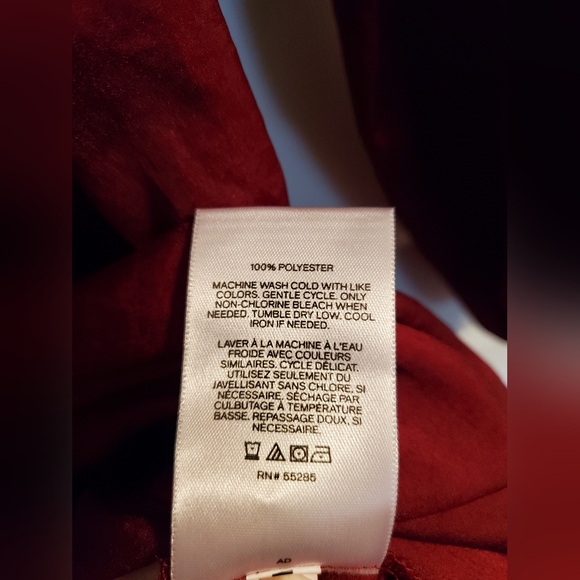 100% POLYESTER
MACHINE WASH COLD WITH LIKE
COLORS. GENTLE CYCLE. ONLY
NON-CHLORINE BLEACH WHEN
NEEDED. TUMBLE DRY LOW. COOL
IRON IF NEEDED.
LAVER À LA MACHINE À L'EAU
FROIDE AVEC COULEURS
SIMILAIRES. CYCLE DÉLICAT.
UTILISEZ SEULEMENT DU
JAVELLISANT SANS CHLORE, SI
NÉCESSAIRE. SÉCHAGE PAR
CULBUTAGE À TEMPÉRATURE
BASSE. REPASSAGE DOUX, SI
NÉCESSAIRE.
RN# 55285
AD